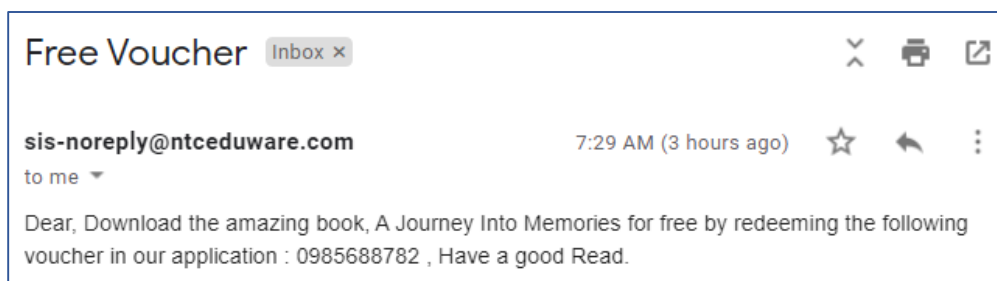 Free Voucher Inbox ×
sis-noreply@ntceduware.com 7:29 AM (3 hours ago)
to me
Dear, Download the amazing book, A Journey Into Memories for free by redeeming the following
voucher in our application : 0985688782 , Have a good Read.